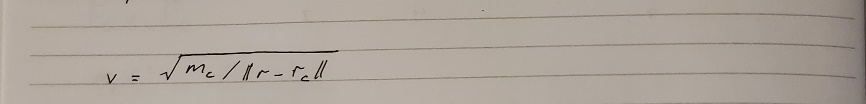 v = √(m_c / ‖r - r_c‖)